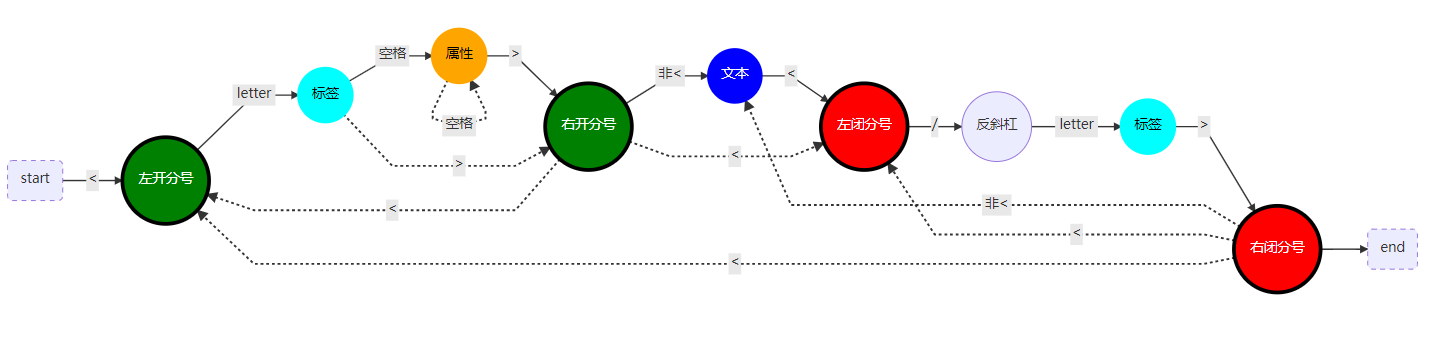 start
<
左开分号
letter
标签
空格
属性
空格
>
>
右开分号
<
非<
文本
<
左闭分号
<
/
反斜杠
letter
标签
>
非<
<
<
右闭分号
end